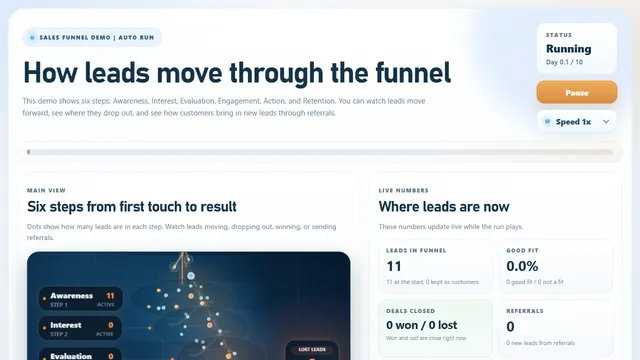 SALES FUNNEL DEMO | AUTO RUN
How leads move through the funnel
This demo shows six steps: Awareness, Interest, Evaluation, Engagement, Action, and Retention. You can watch leads move
forward, see where they drop out, and see how customers bring in new leads through referrals.
STATUS
Running
Day 0.1 / 10
Pause
Speed 1x
MAIN VIEW
Six steps from first touch to result
Dots show how many leads are in each step. Watch leads moving, dropping out, winning, or sending
referrals.
Awareness 11
STEP 1 ACTIVE
Interest 0
STEP 2 ACTIVE
Evaluation 0
LOST LEADS
LIVE NUMBERS
Where leads are now
These numbers update live while the run plays.
LEADS IN FUNNEL
11
11 at the start, 0 kept as customers
GOOD FIT
0.0%
0 good fit / 0 not a fit
DEALS CLOSED
0 won / 0 lost
Won and lost are close right now
REFERRALS
0
0 new leads from referrals